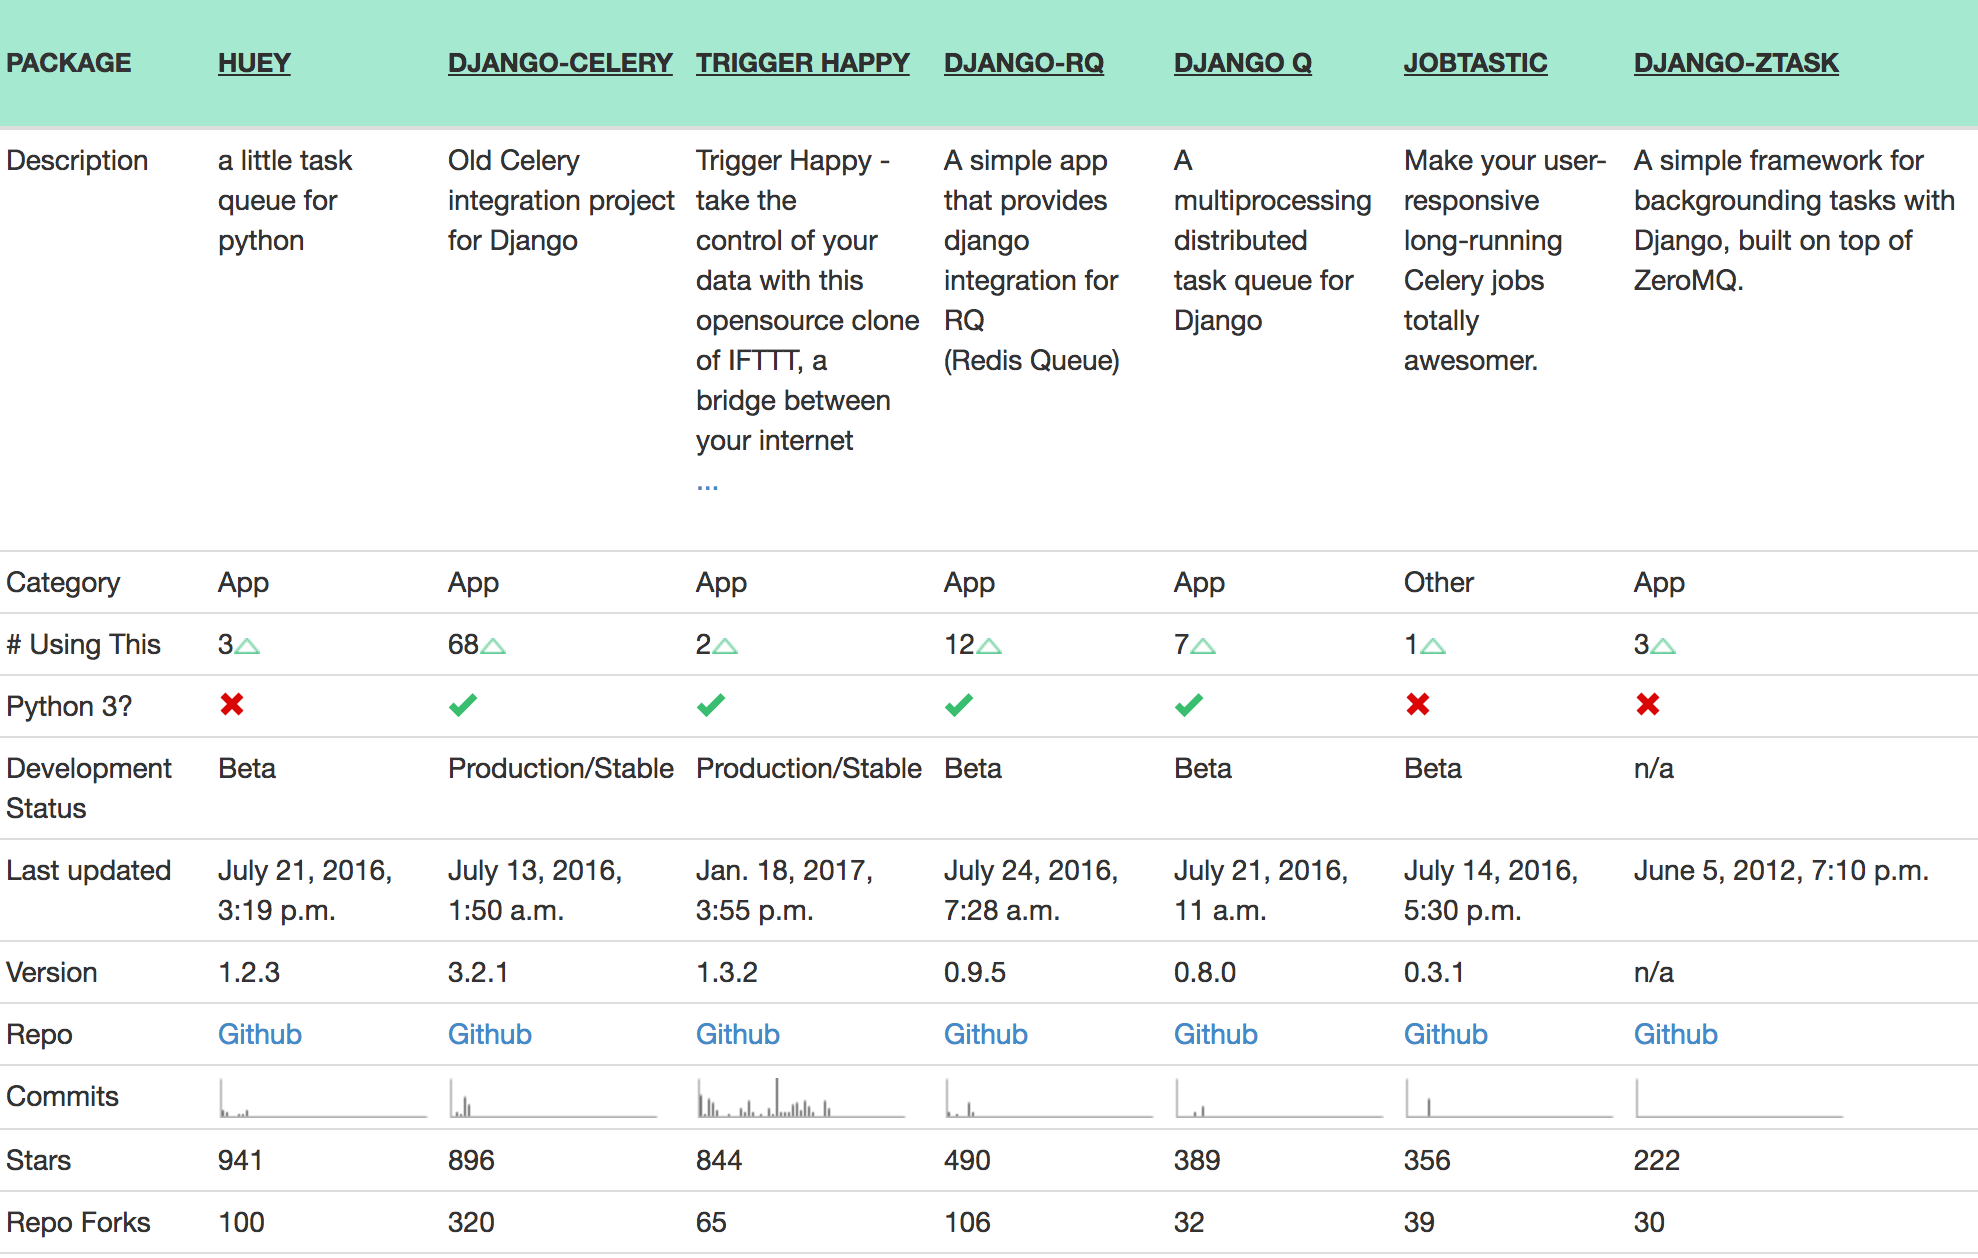 PACKAGE HUEY DJANGO-CELERY TRIGGER HAPPY DJANGO-RQ DJANGO Q JOBTASTIC DJANGO-ZTASK
Description a little task Old Celery Trigger Happy - A simple app A Make your user- A simple framework for
queue for integration project take the that provides multiprocessing responsive backgrounding tasks with
python for Django control of your django distributed long-running Django, built on top of
data with this integration for task queue for Celery jobs ZeroMQ.
opensource clone RQ Django totally
of IFTTT, a (Redis Queue) awesomer.
bridge between
your internet
...
Category App App App App App Other App
# Using This 3 68 2 12 7 1 3
Python 3?
Development Beta Production/Stable Production/Stable Beta Beta Beta n/a
Status
Last updated July 21, 2016, July 13, 2016, Jan. 18, 2017, July 24, 2016, July 21, 2016, July 14, 2016, June 5, 2012, 7:10 p.m.
3:19 p.m. 1:50 a.m. 3:55 p.m. 7:28 a.m. 11 a.m. 5:30 p.m.
Version 1.2.3 3.2.1 1.3.2 0.9.5 0.8.0 0.3.1 n/a
Repo Github Github Github Github Github Github Github
Commits
Stars 941 896 844 490 389 356 222
Repo Forks 100 320 65 106 32 39 30